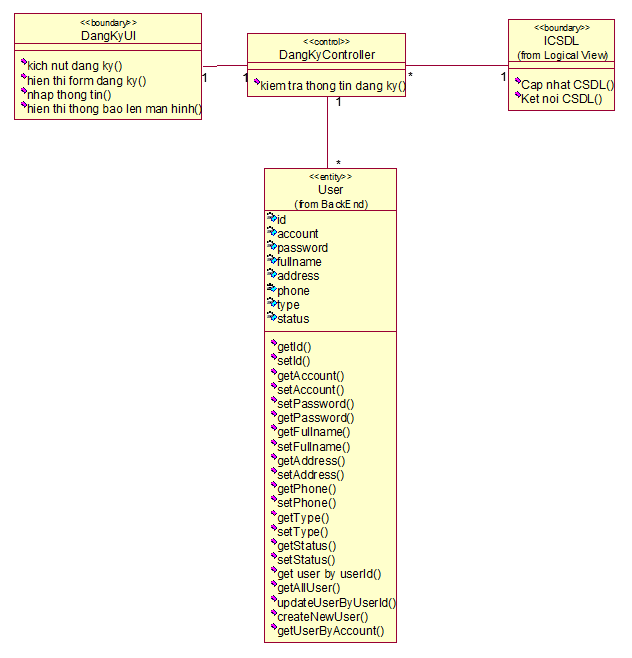 <<boundary>>
DangKyUI
kich nut dang ky()
hien thi form dang ky()
nhap thong tin()
hien thi thong bao len man hinh()
1
1
<<control>>
DangKyController
kiem tra thong tin dang ky()
*
1
<<boundary>>
ICSDL
(from Logical View)
Cap nhat CSDL()
Ket noi CSDL()
1
*
<<entity>>
User
(from BackEnd)
id
account
password
fullname
address
phone
type
status
getId()
setId()
getAccount()
setAccount()
setPassword()
getPassword()
getFullname()
setFullname()
getAddress()
setAddress()
getPhone()
setPhone()
getType()
setType()
getStatus()
setStatus()
get user by userId()
getAllUser()
updateUserByUserId()
createNewUser()
getUserByAccount()